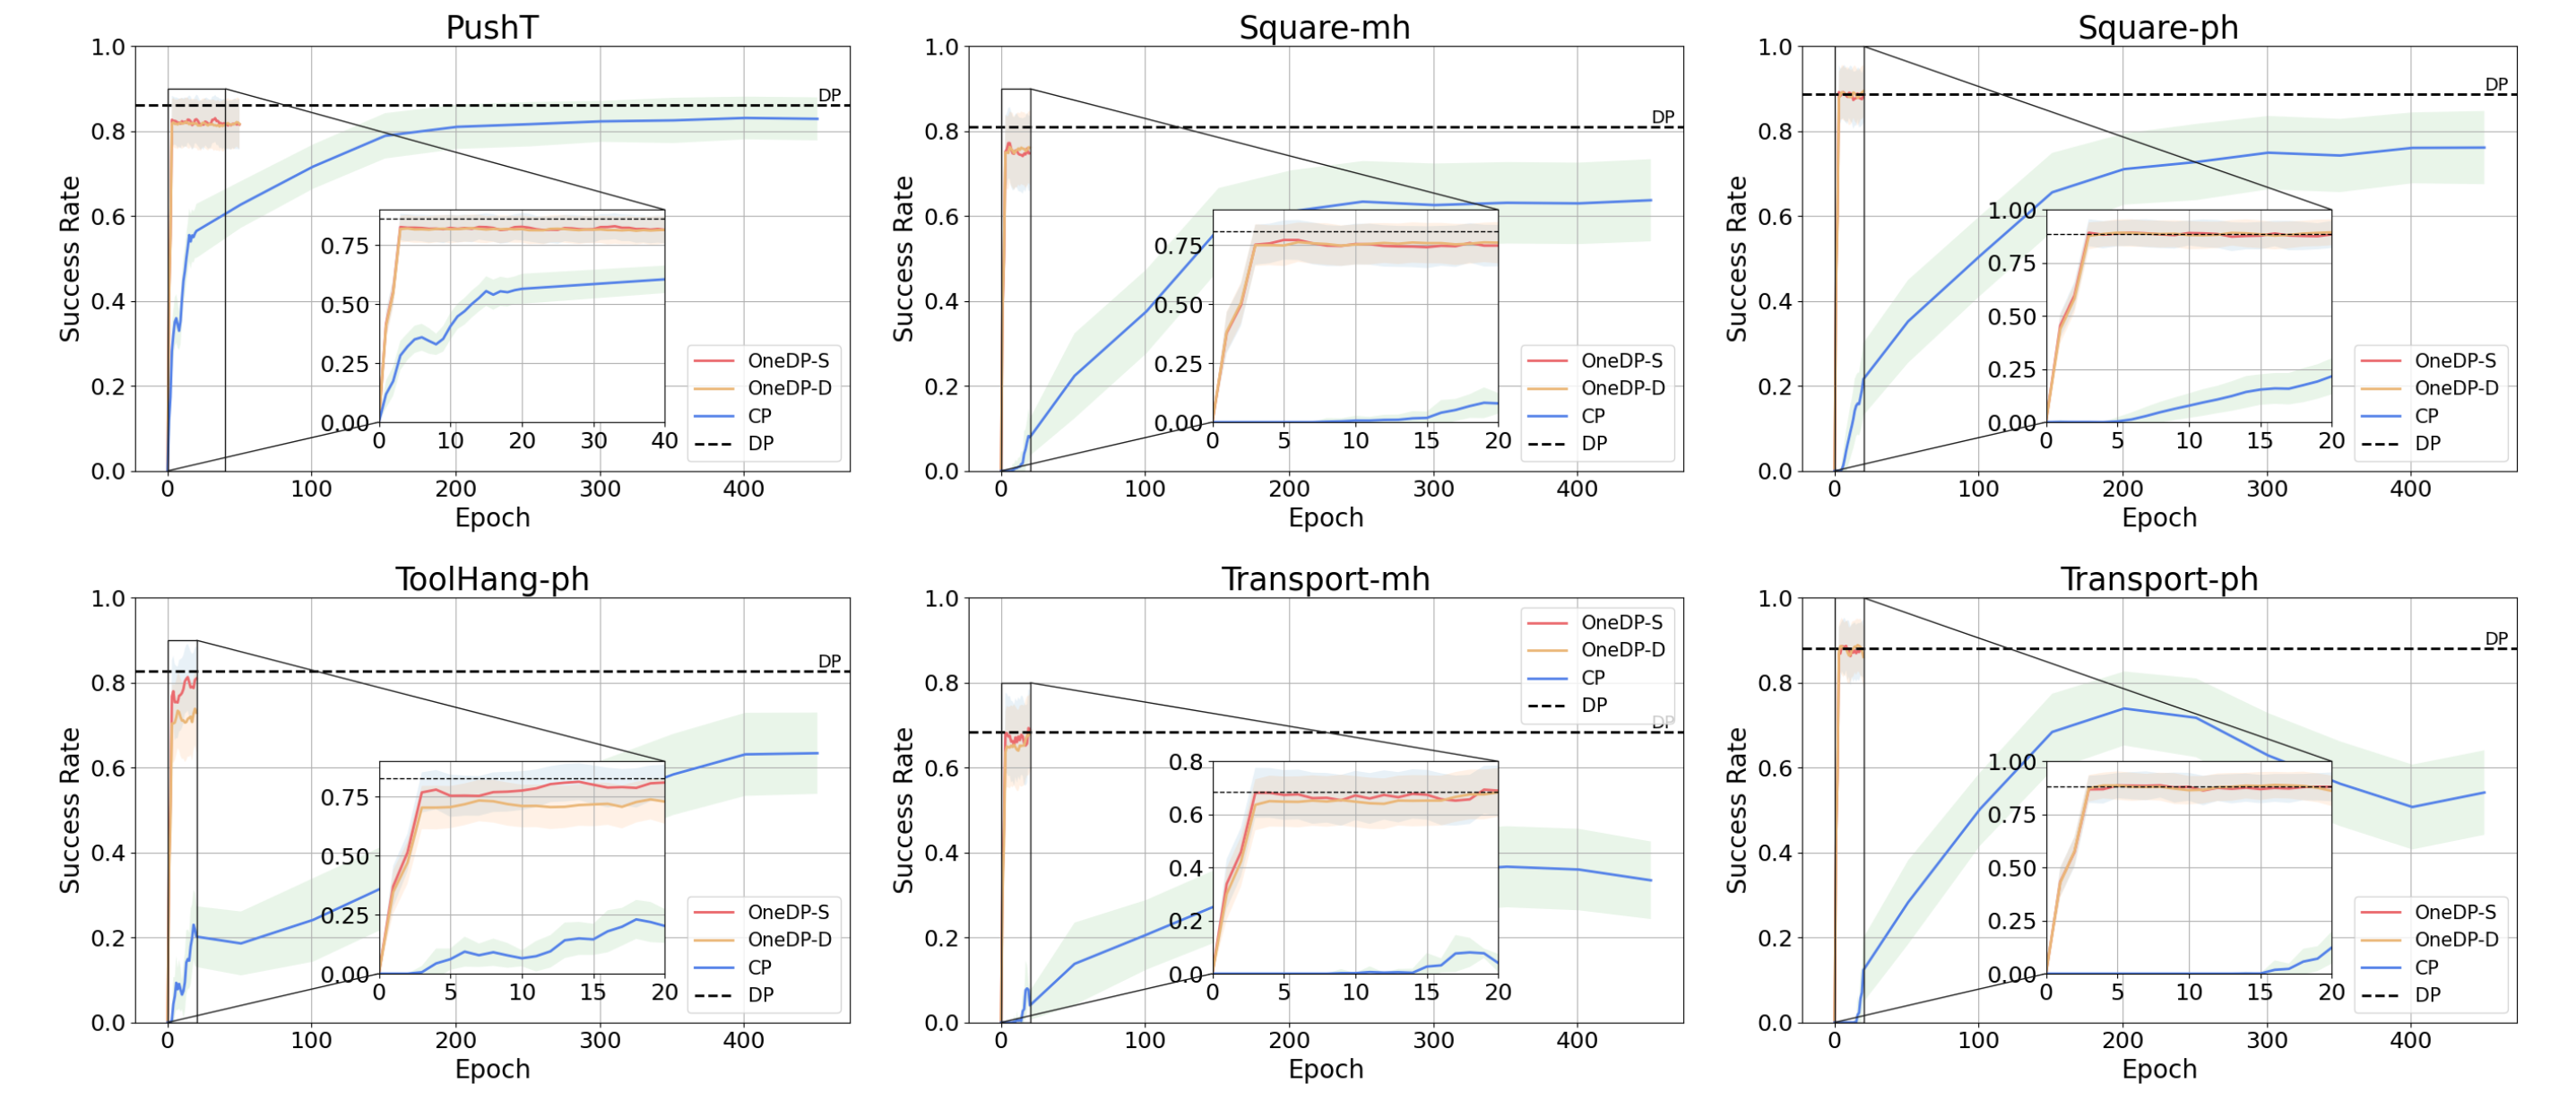 PushT
1.0
0.8
0.6
0.4
0.2
0.0
Success Rate
DP
0.75
0.50
0.25
0.00
0 10 20 30 40
OneDP-S
OneDP-D
CP
DP
0 100 200 300 400
Epoch
Square-mh
1.0
0.8
0.6
0.4
0.2
0.0
Success Rate
DP
0.75
0.50
0.25
0.00
0 5 10 15 20
OneDP-S
OneDP-D
CP
DP
0 100 200 300 400
Epoch
Square-ph
1.0
0.8
0.6
0.4
0.2
0.0
Success Rate
DP
1.00
0.75
0.50
0.25
0.00
0 5 10 15 20
OneDP-S
OneDP-D
CP
DP
0 100 200 300 400
Epoch
ToolHang-ph
1.0
0.8
0.6
0.4
0.2
0.0
Success Rate
DP
0.75
0.50
0.25
0.00
0 5 10 15 20
OneDP-S
OneDP-D
CP
DP
0 100 200 300 400
Epoch
Transport-mh
1.0
0.8
0.6
0.4
0.2
0.0
Success Rate
OneDP-S
OneDP-D
CP
DP
DP
0.8
0.6
0.4
0.2
0.0
0 5 10 15 20
0 100 200 300 400
Epoch
Transport-ph
1.0
0.8
0.6
0.4
0.2
0.0
Success Rate
DP
1.00
0.75
0.50
0.25
0.00
0 5 10 15 20
OneDP-S
OneDP-D
CP
DP
0 100 200 300 400
Epoch